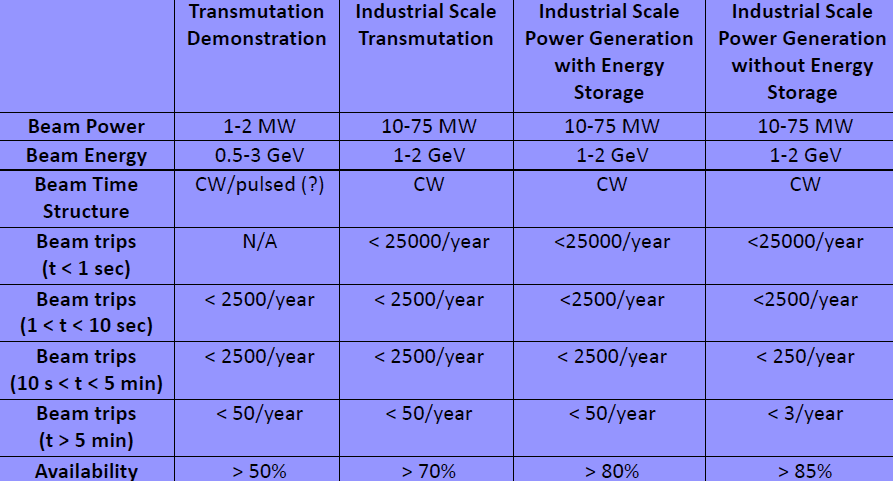 Transmutation Demonstration | Industrial Scale Transmutation | Industrial Scale Power Generation with Energy Storage | Industrial Scale Power Generation without Energy Storage
Beam Power | 1-2 MW | 10-75 MW | 10-75 MW | 10-75 MW
Beam Energy | 0.5-3 GeV | 1-2 GeV | 1-2 GeV | 1-2 GeV
Beam Time Structure | CW/pulsed (?) | CW | CW | CW
Beam trips (t < 1 sec) | N/A | < 25000/year | <25000/year | <25000/year
Beam trips (1 < t < 10 sec) | < 2500/year | < 2500/year | <2500/year | <2500/year
Beam trips (10 s < t < 5 min) | < 2500/year | < 2500/year | < 2500/year | < 250/year
Beam trips (t > 5 min) | < 50/year | < 50/year | < 50/year | < 3/year
Availability | > 50% | > 70% | > 80% | > 85%